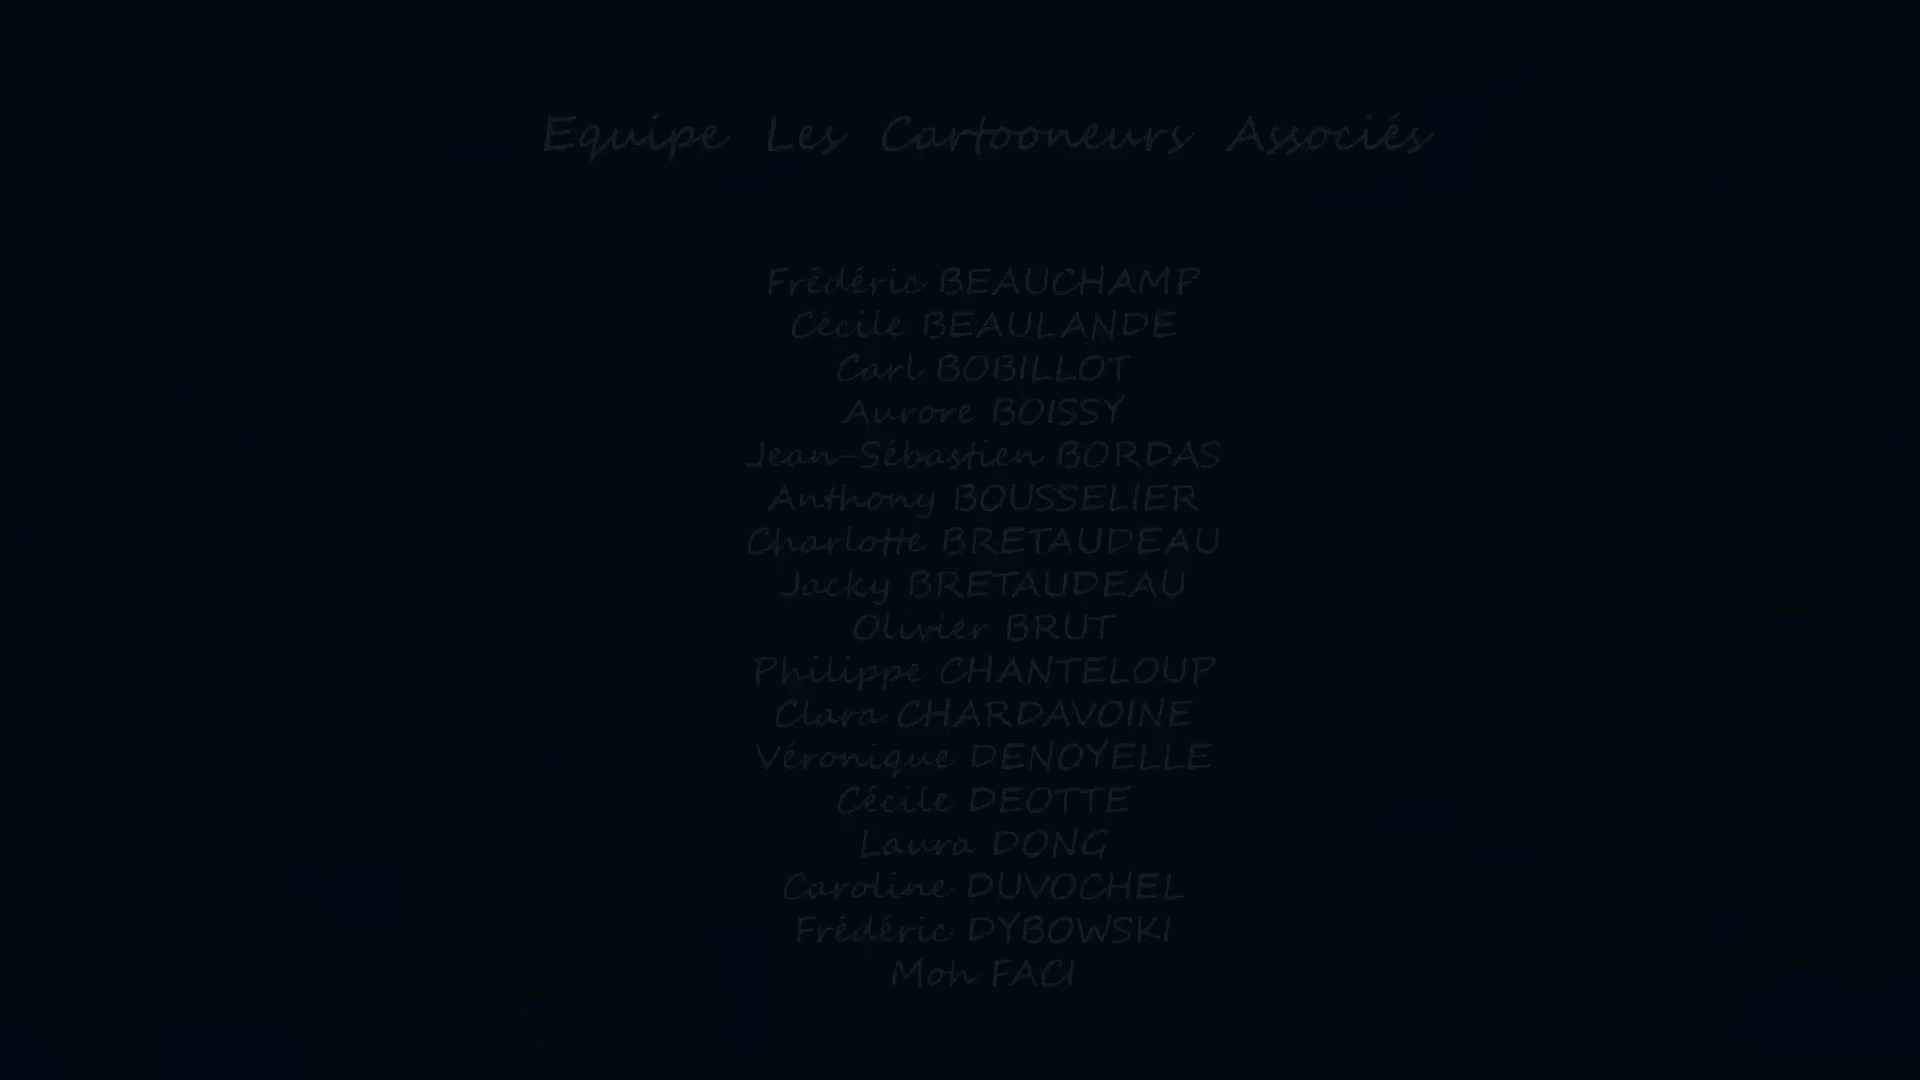 Equipe Les Cartooneurs Associés
Frédéric BEAUCHAMP
Cécile BEAULANDE
Carl BOBILLOT
Aurore BOISSY
Jean-Sébastien BORDAS
Anthony BOUSSELIER
Charlotte BRETAUDEAU
Jacky BRETAUDEAU
Olivier BRUT
Philippe CHANTELOUP
Clara CHARDAVOINE
Véronique DENOYELLE
Cécile DEOTTE
Laura DONG
Caroline DUVOCHEL
Frédéric DYBOWSKI
Moh FACI